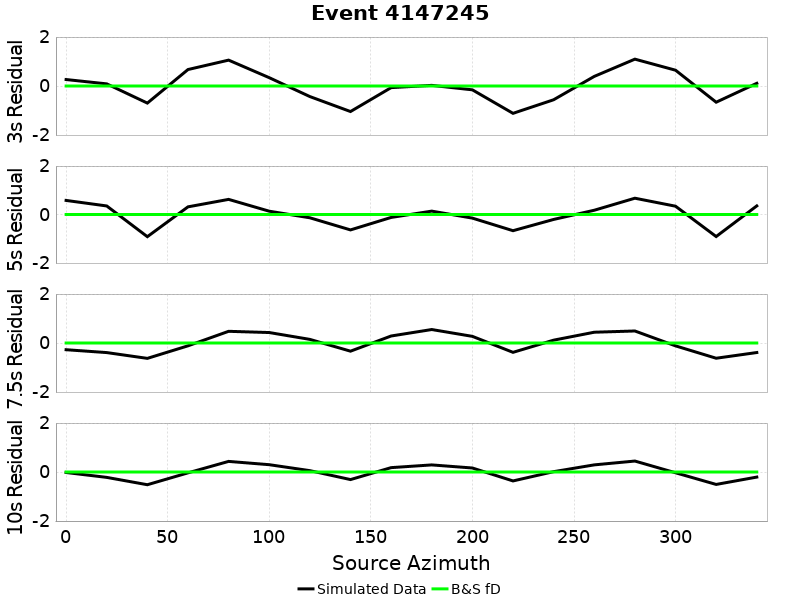 Event 4147245
3s Residual
2
0
-2
5s Residual
2
0
-2
7.5s Residual
2
0
-2
10s Residual
2
0
-2
0 50 100 150 200 250 300
Source Azimuth
Simulated Data B&S fD